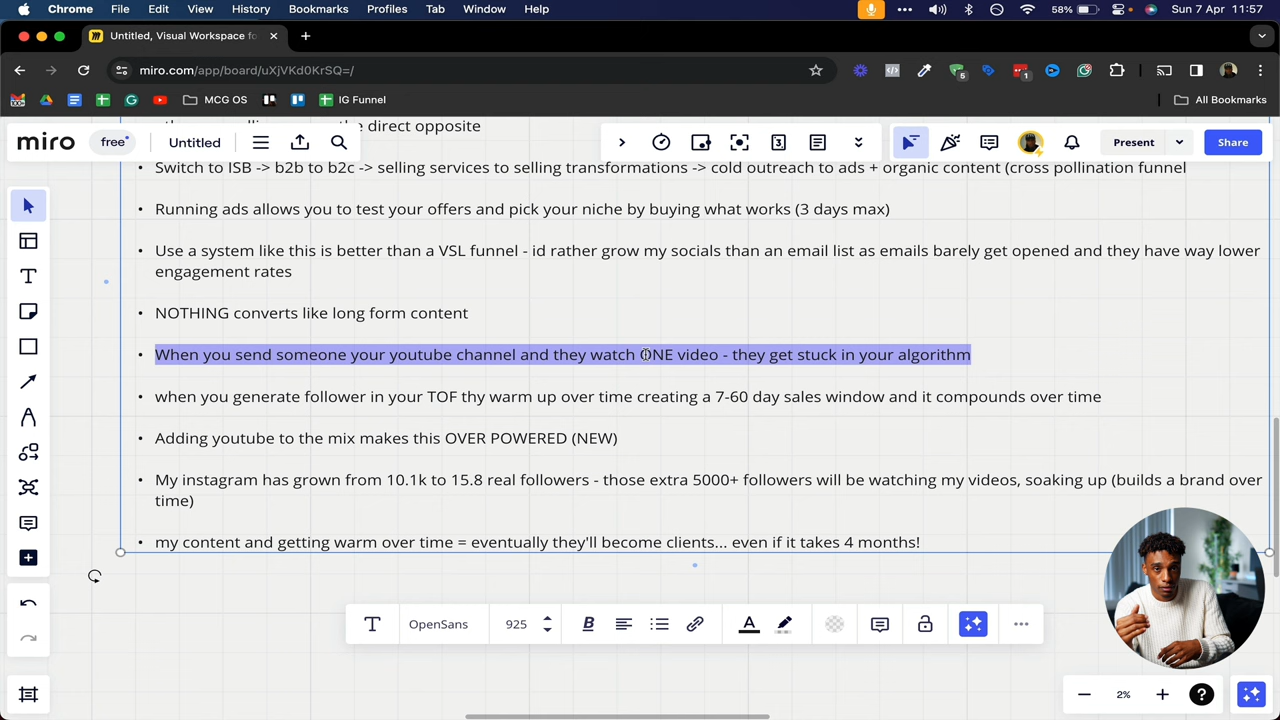 Chrome File Edit View History Bookmarks Profiles Tab Window Help 58% Sun 7 Apr 11:57
Untitled, Visual Workspace fo
miro.com/app/board/uXjVKd0KrSQ=/ 5 1
MCG OS IG Funnel All Bookmarks
the direct opposite
miro free Untitled 3 Present Share
• Switch to ISB -> b2b to b2c -> selling services to selling transformations -> cold outreach to ads + organic content (cross pollination funnel
• Running ads allows you to test your offers and pick your niche by buying what works (3 days max)
• Use a system like this is better than a VSL funnel - id rather grow my socials than an email list as emails barely get opened and they have way lower
engagement rates
• NOTHING converts like long form content
• When you send someone your youtube channel and they watch ONE video - they get stuck in your algorithm
• when you generate follower in your TOF thy warm up over time creating a 7-60 day sales window and it compounds over time
• Adding youtube to the mix makes this OVER POWERED (NEW)
• My instagram has grown from 10.1k to 15.8 real followers - those extra 5000+ followers will be watching my videos, soaking up (builds a brand over
time)
• my content and getting warm over time = eventually they'll become clients... even if it takes 4 months!
OpenSans 925 B A
2% ?